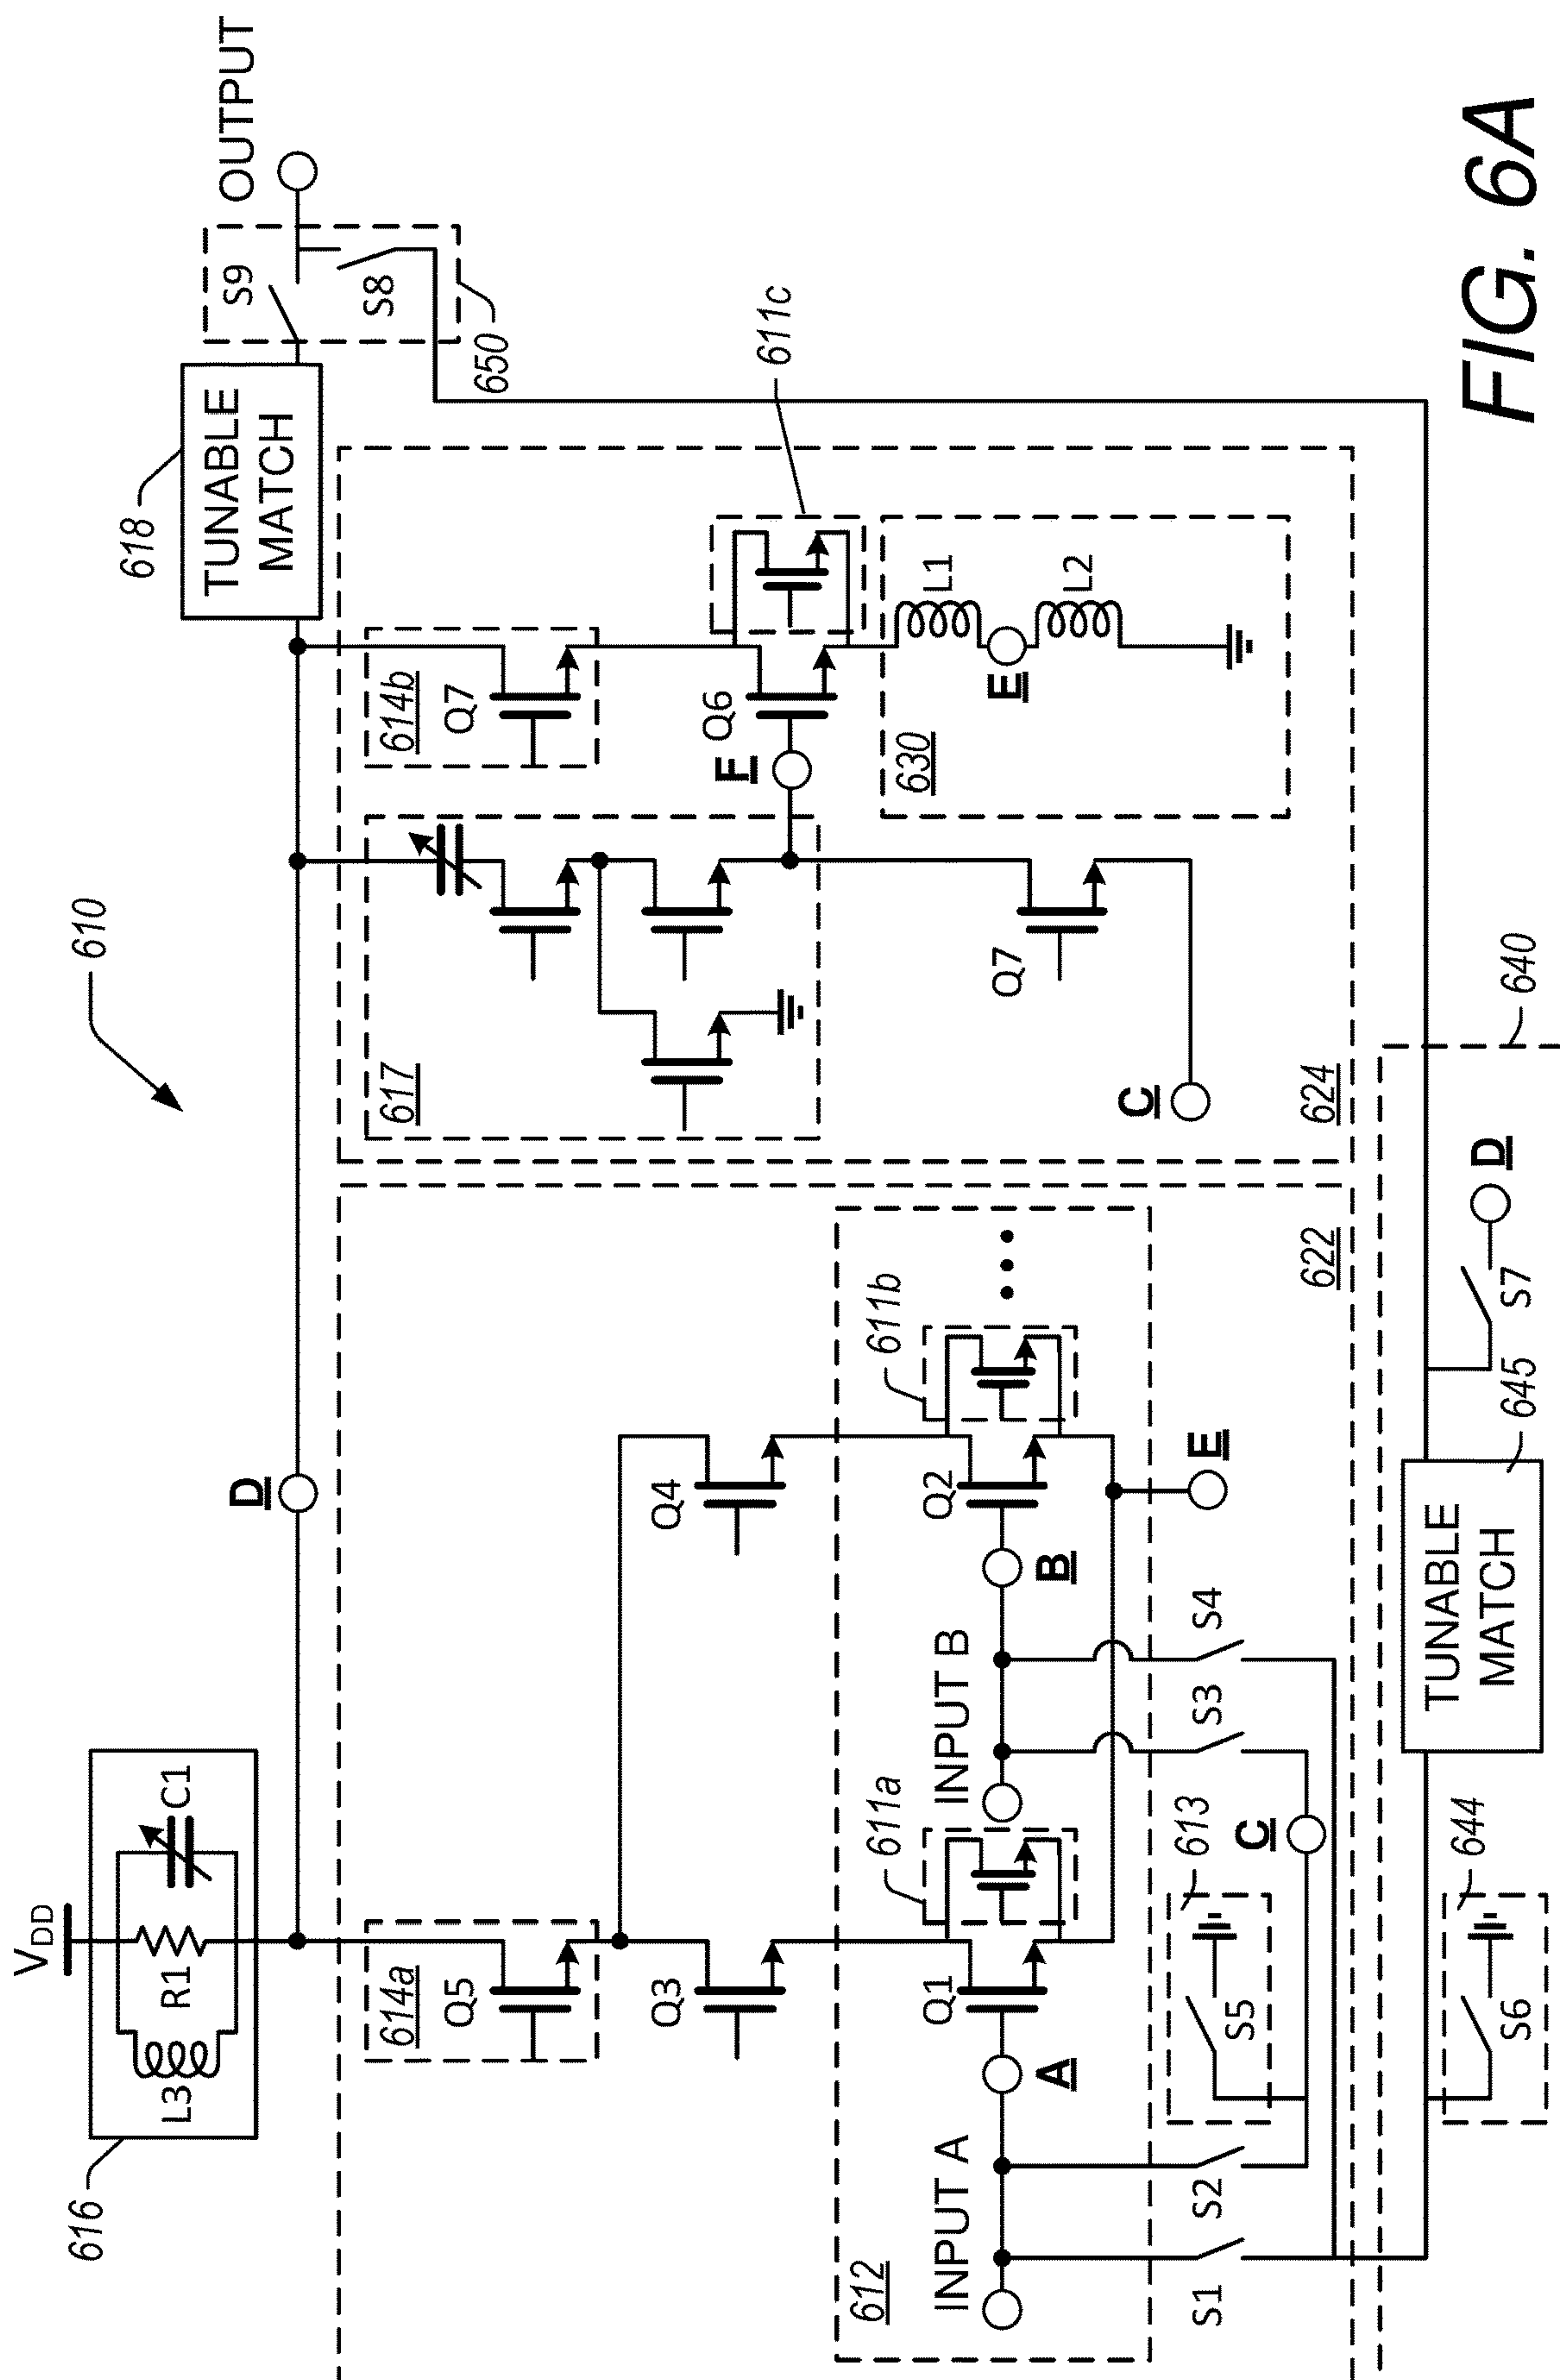 610
V DD
616
L3
R1
C1
D
618
TUNABLE
MATCH
S9
OUTPUT
S8
650
614a
Q5
617
614b
Q7
Q3
Q4
F
Q6
611c
612
INPUT A
A
Q1
611a
INPUT B
B
Q2
611b
630
L1
E
L2
Q7
C
S1
S2
S5
613
S3
S4
E
C
622
624
S6
644
TUNABLE
MATCH
645
S7
D
640
FIG. 6A